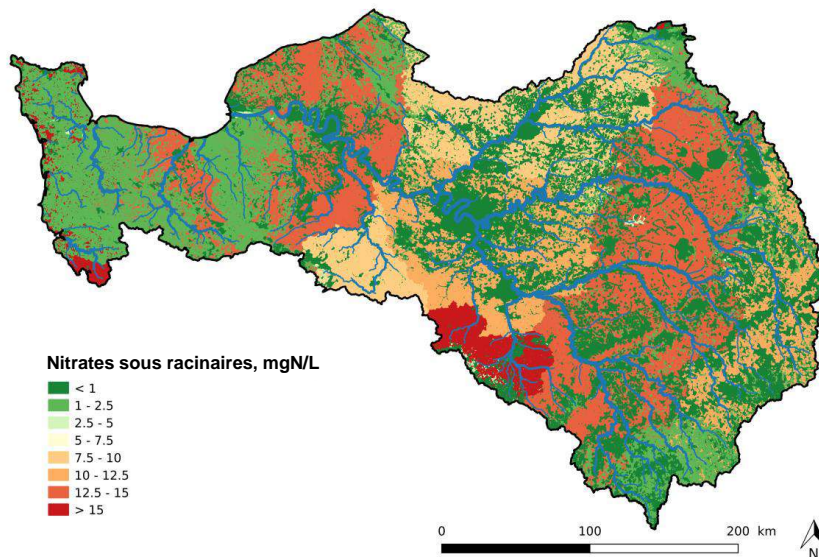 Nitrates sous racinaires, mgN/L
< 1
1 - 2.5
2.5 - 5
5 - 7.5
7.5 - 10
10 - 12.5
12.5 - 15
> 15
0 100 200 km
N